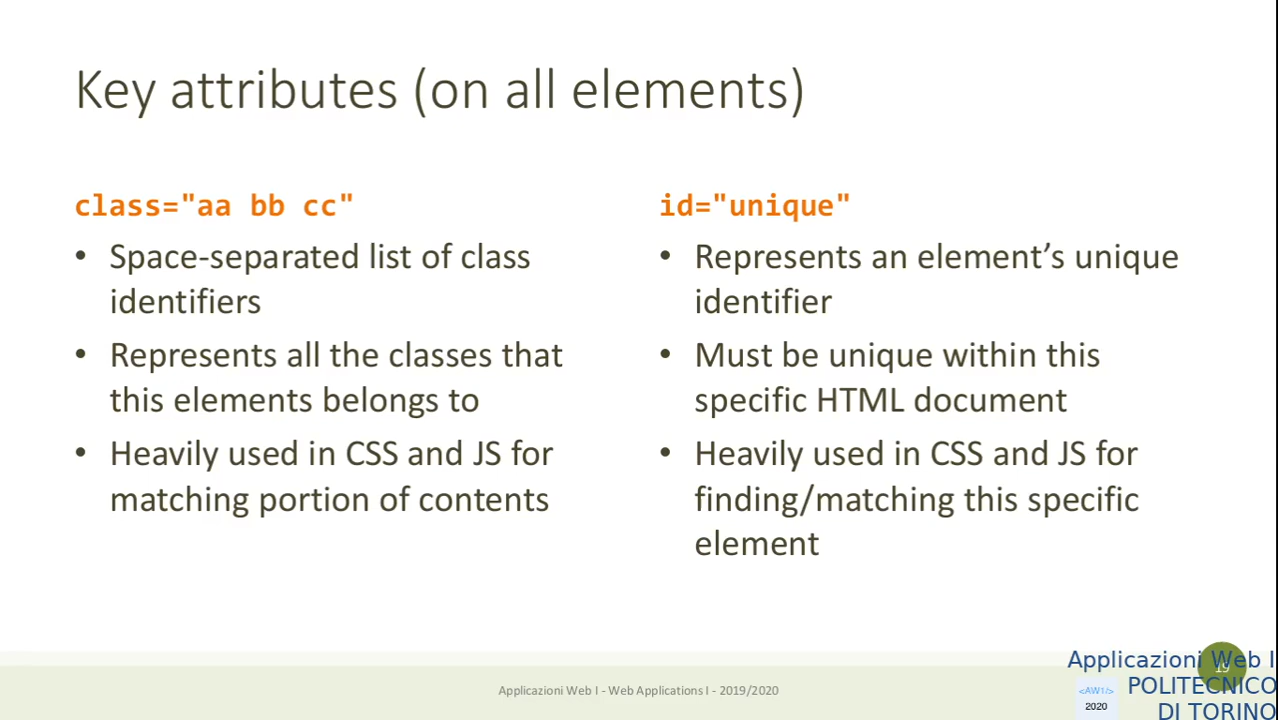 Key attributes (on all elements)
class="aa bb cc"
• Space-separated list of class
identifiers
• Represents all the classes that
this elements belongs to
• Heavily used in CSS and JS for
matching portion of contents
id="unique"
• Represents an element’s unique
identifier
• Must be unique within this
specific HTML document
• Heavily used in CSS and JS for
finding/matching this specific
element
Applicazioni Web I - Web Applications I - 2019/2020
Applicazioni Web I
POLITECNICO
DI TORINO
<AW1/>
2020